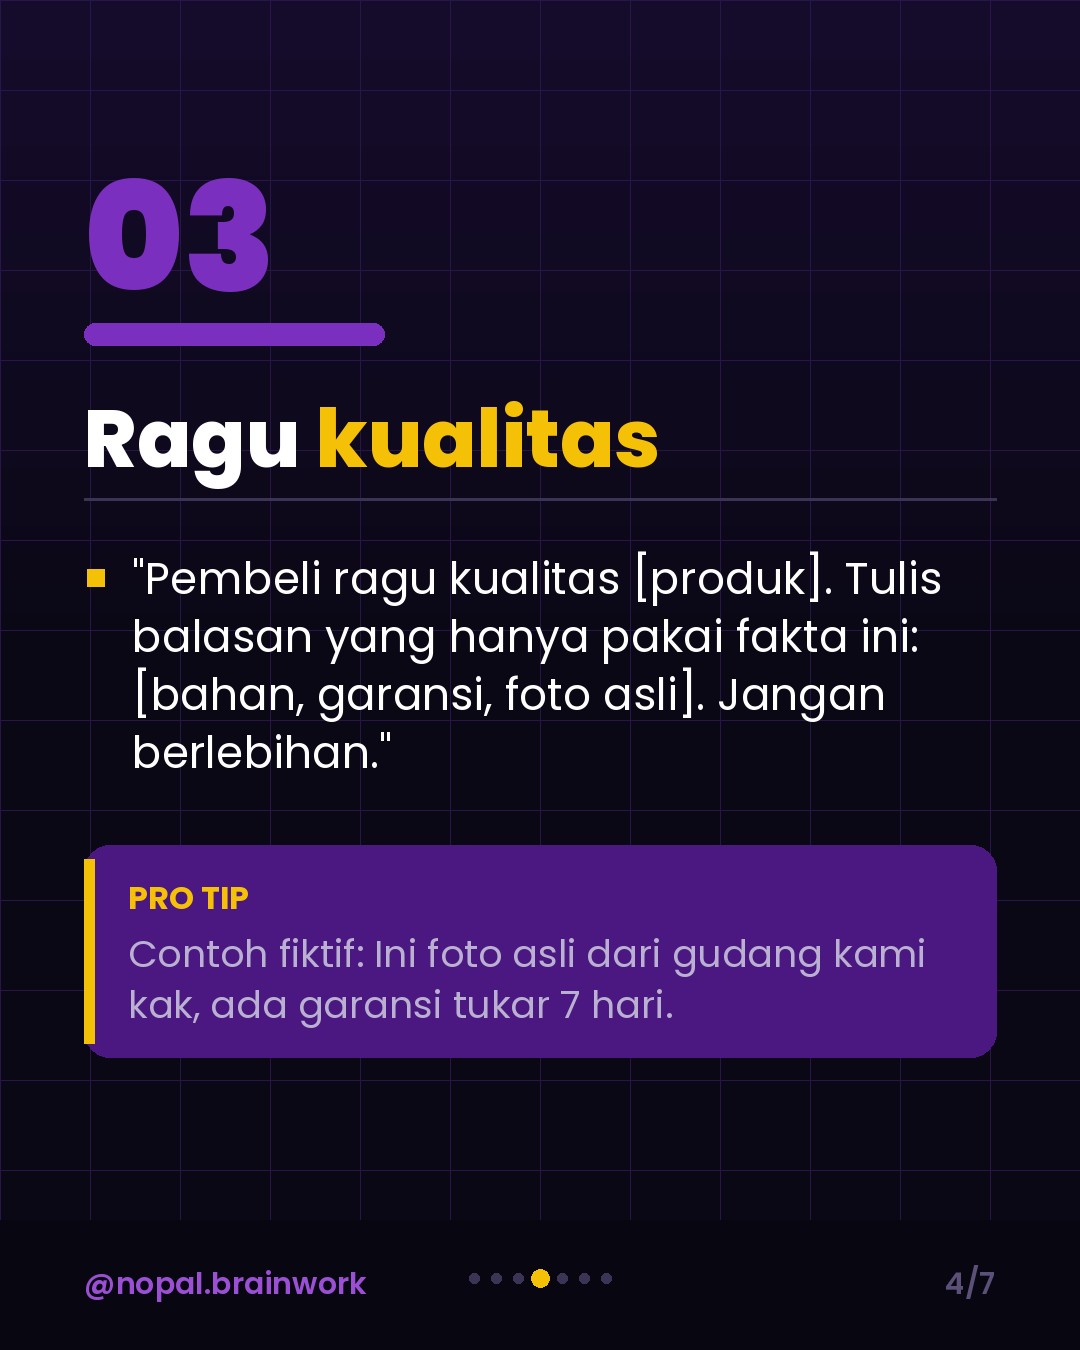 03
Ragu kualitas
"Pembeli ragu kualitas [produk]. Tulis
balasan yang hanya pakai fakta ini:
[bahan, garansi, foto asli]. Jangan
berlebihan."
PRO TIP
Contoh fiktif: Ini foto asli dari gudang kami
kak, ada garansi tukar 7 hari.
@nopal.brainwork
4/7